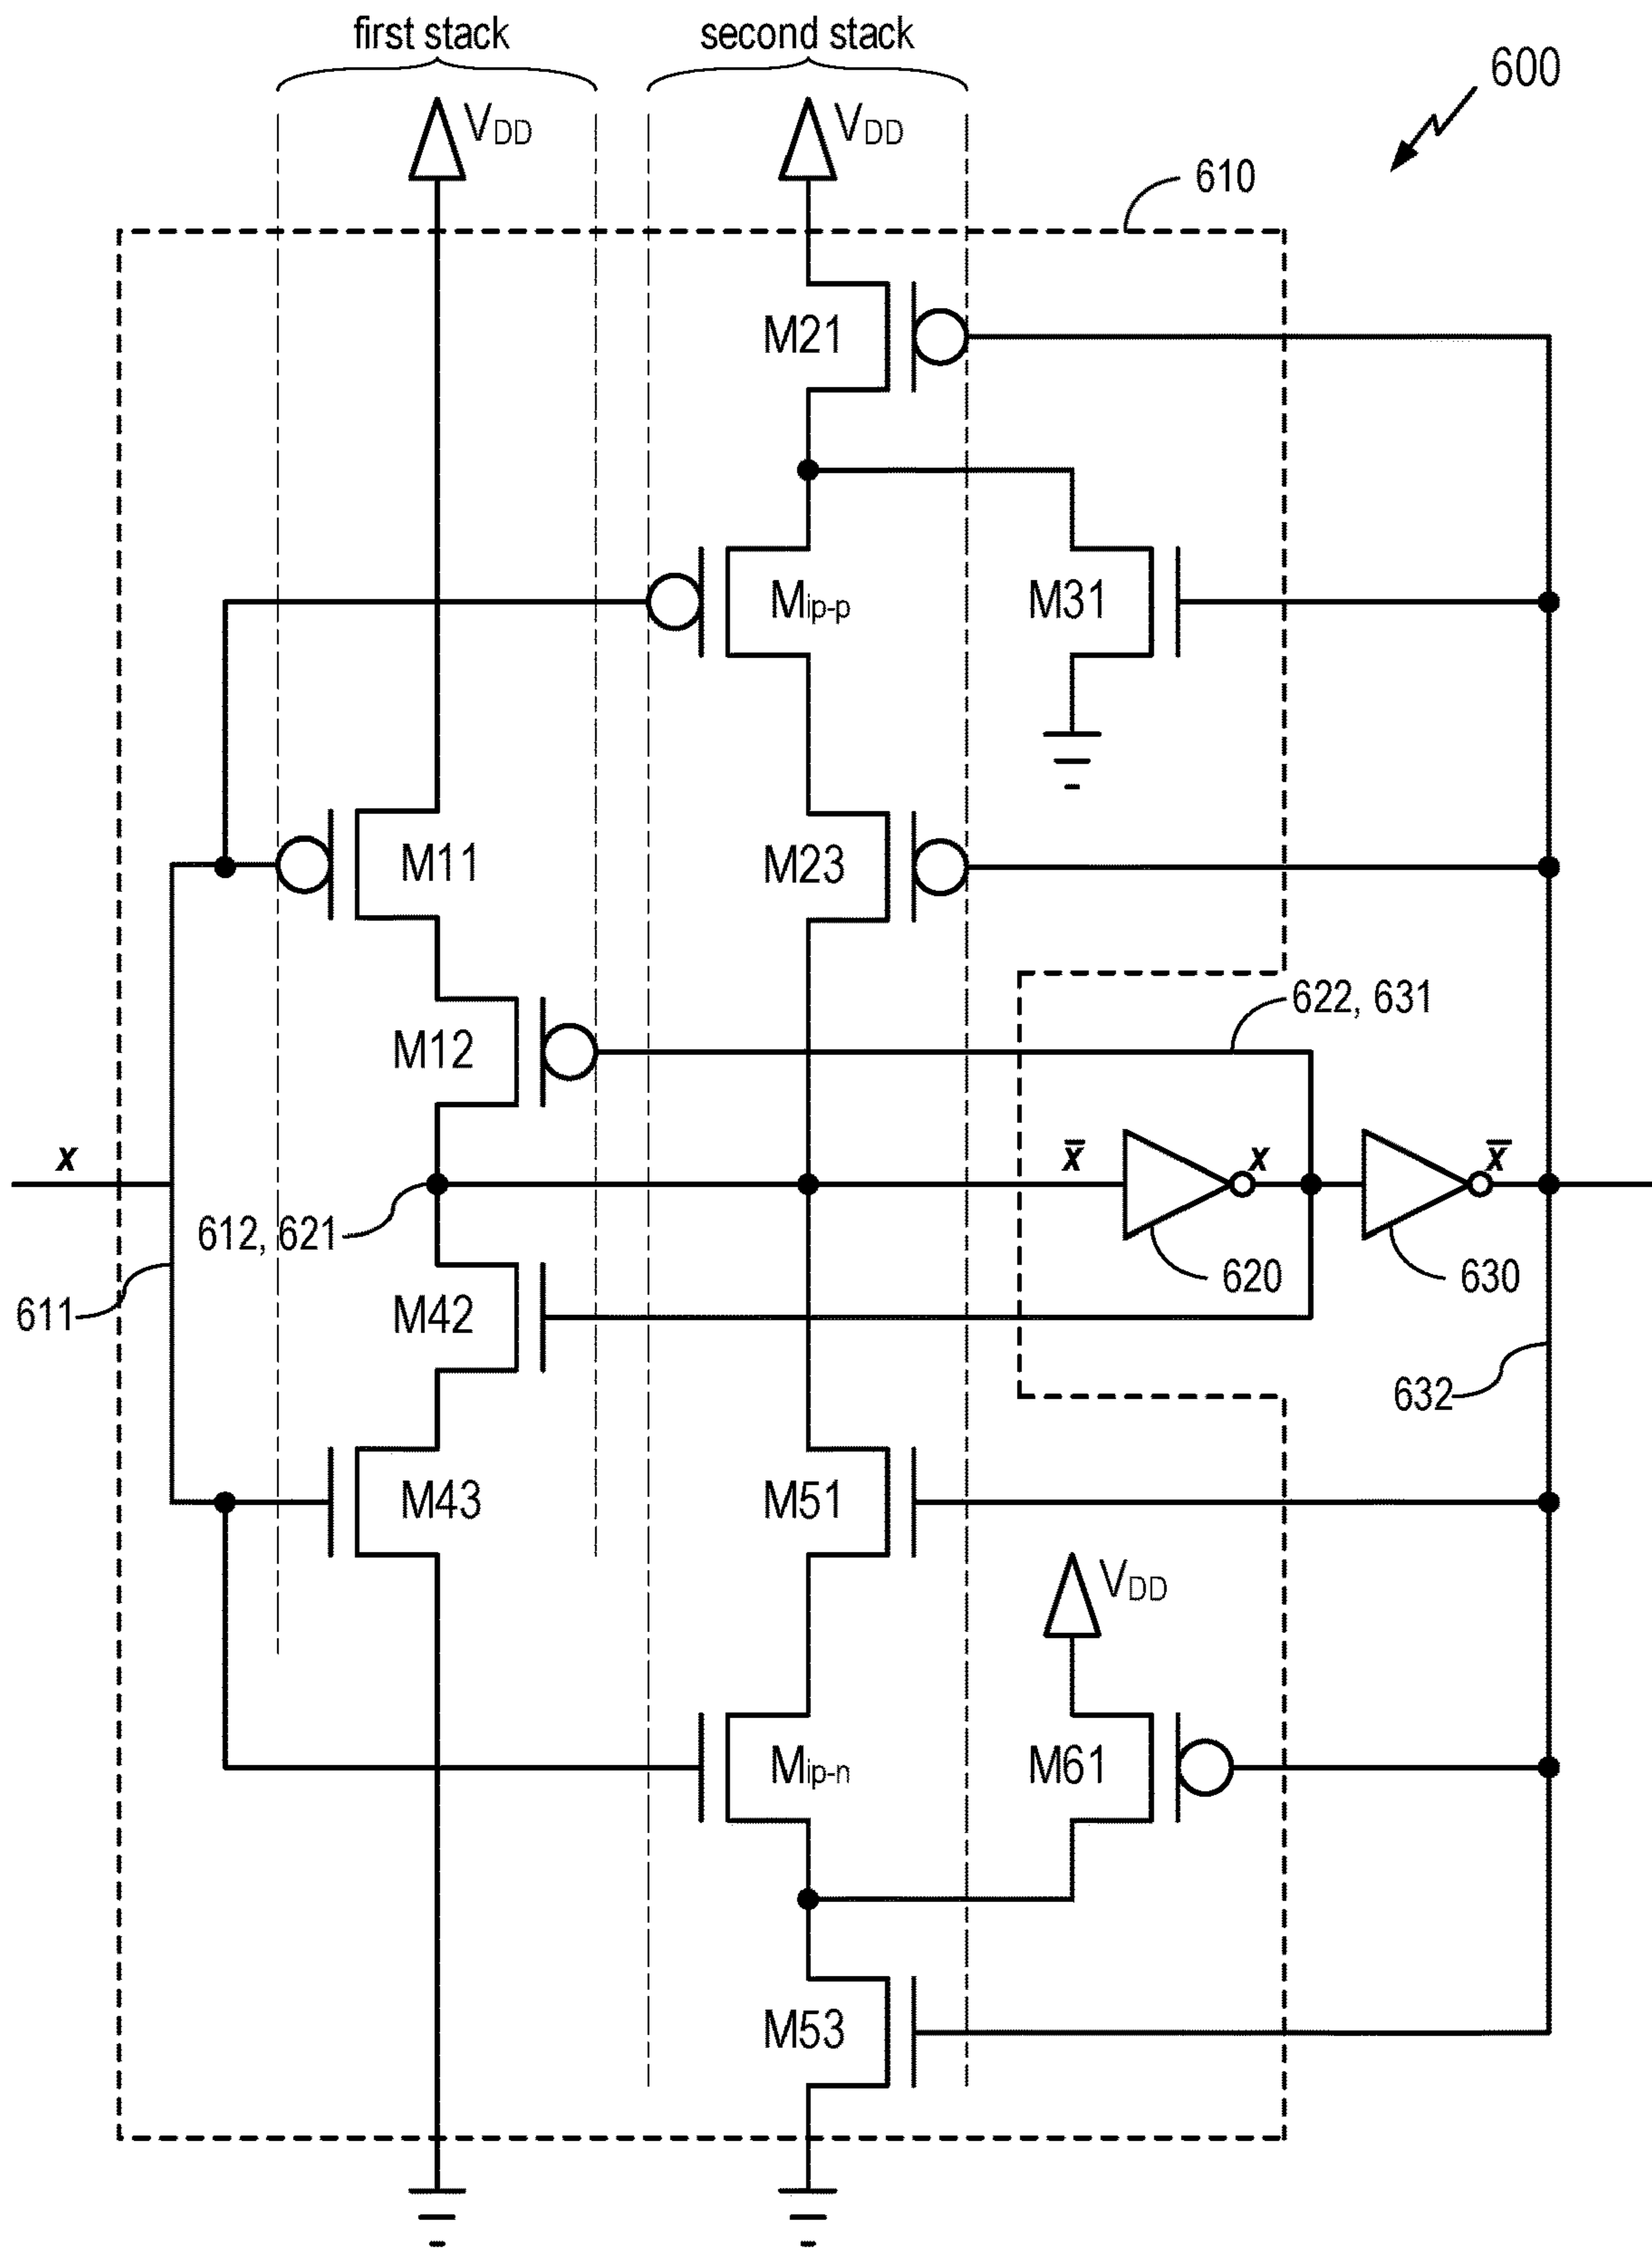 first stack
second stack
600
VDD
VDD
610
M21
Mip-p
M31
M11
M23
M12
622, 631
x
x̅
x
x̅
612, 621
620
630
611
M42
632
M43
M51
VDD
Mip-n
M61
M53